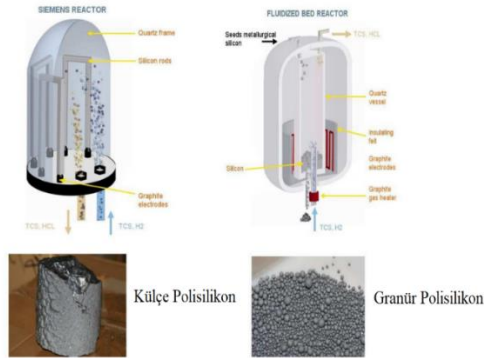 SIEMENS REACTOR
Quartz frame
Silicon rods
Graphite
electrodes
TCS, HCL
TCS, H2
FLUIDIZED BED REACTOR
Seeds metallurgical
silicon
TCS, HCL
Quartz
vessel
Insulating
felt
Silicon
Graphite
electrodes
Graphite
gas heater
TCS, H2
Külçe Polisilikon
Granür Polisilikon